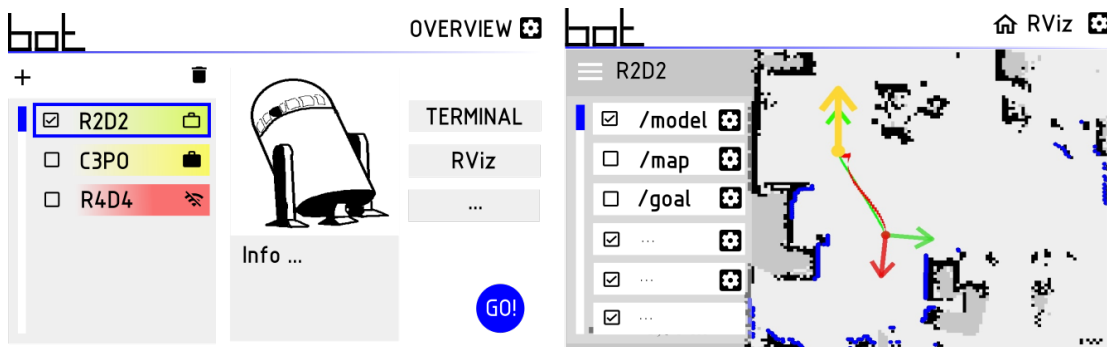 bot
OVERVIEW
+
R2D2
C3PO
R4D4
TERMINAL
RViz
...
Info ...
GO!
bot
RViz
R2D2
/model
/map
/goal
...
...
...